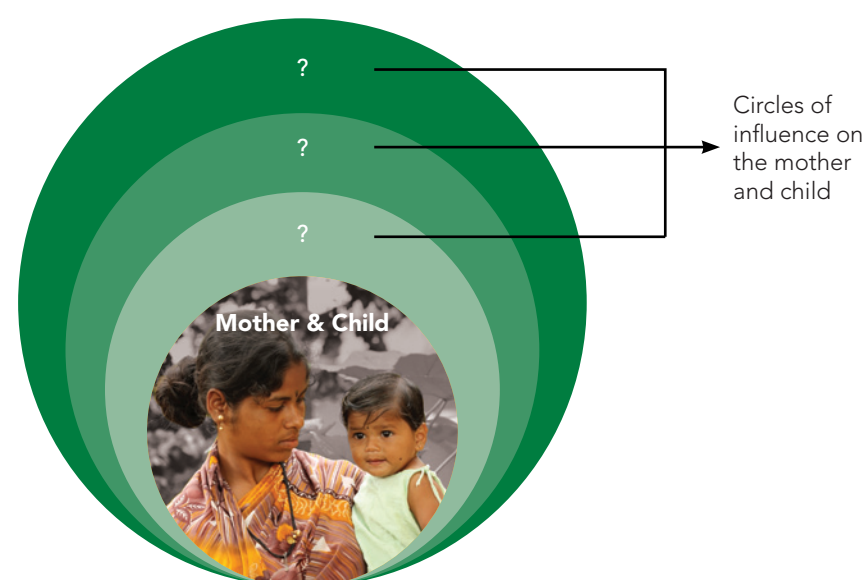 ?
?
?
Mother & Child
Circles of
influence on
the mother
and child